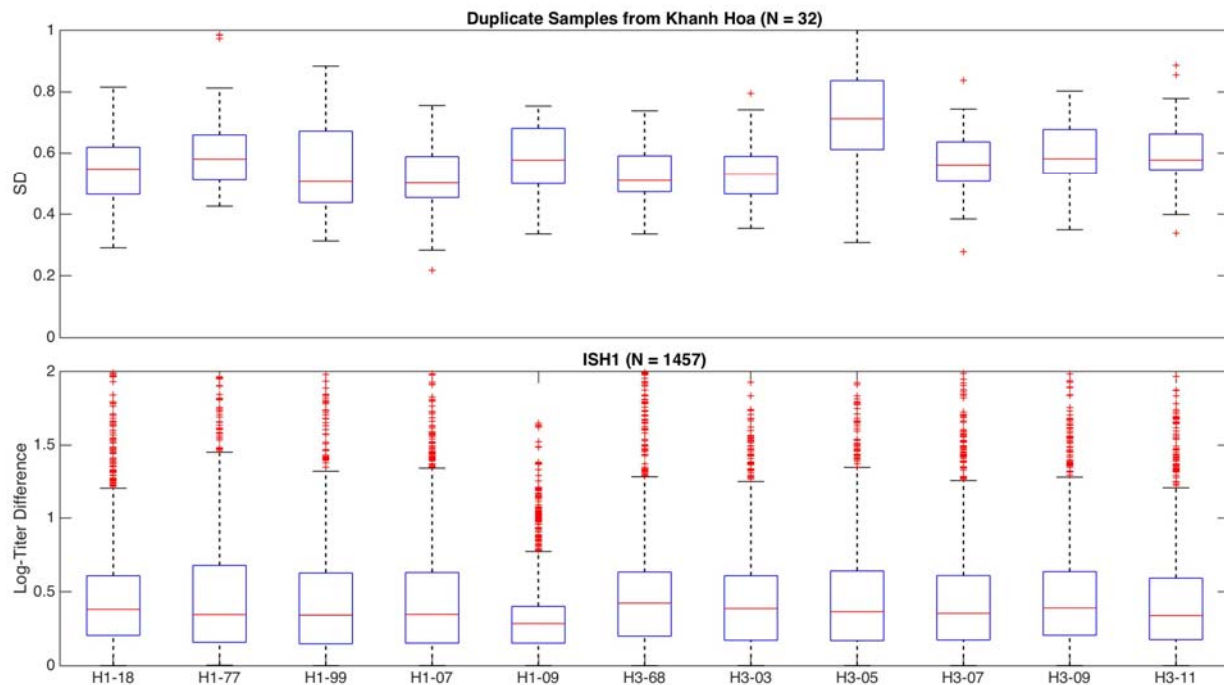 Duplicate Samples from Khanh Hoa (N = 32)
1
0.8
0.6
0.4
0.2
0
SD
ISH1 (N = 1457)
2
1.5
1
0.5
0
Log-Titer Difference
H1-18 H1-77 H1-99 H1-07 H1-09 H3-68 H3-03 H3-05 H3-07 H3-09 H3-11